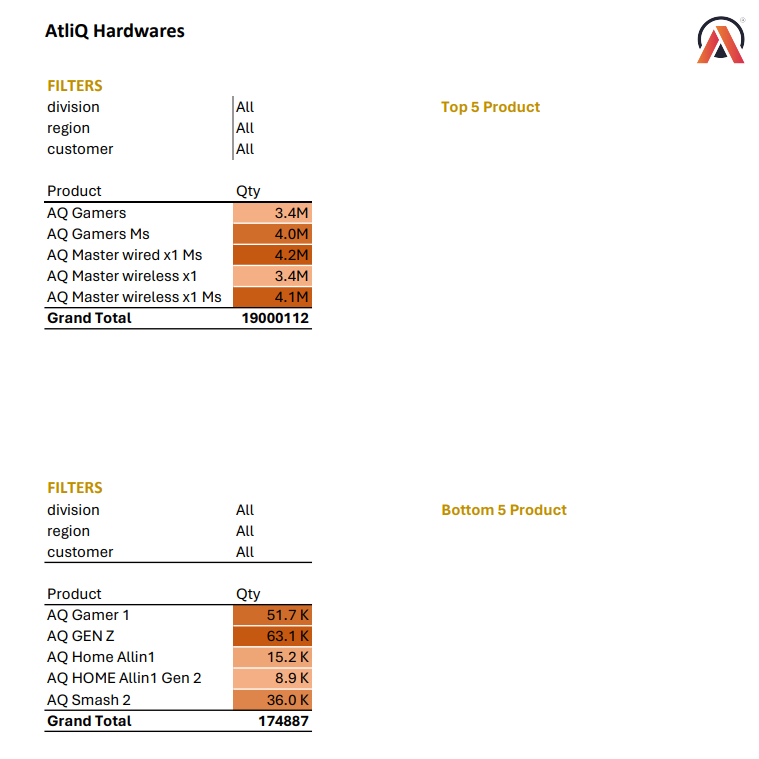 AtliQ Hardwares
FILTERS
division All
region All
customer All
Top 5 Product
Product Qty
AQ Gamers 3.4M
AQ Gamers Ms 4.0M
AQ Master wired x1 Ms 4.2M
AQ Master wireless x1 3.4M
AQ Master wireless x1 Ms 4.1M
Grand Total 19000112
FILTERS
division All
region All
customer All
Bottom 5 Product
Product Qty
AQ Gamer 1 51.7 K
AQ GEN Z 63.1 K
AQ Home Allin1 15.2 K
AQ HOME Allin1 Gen 2 8.9 K
AQ Smash 2 36.0 K
Grand Total 174887